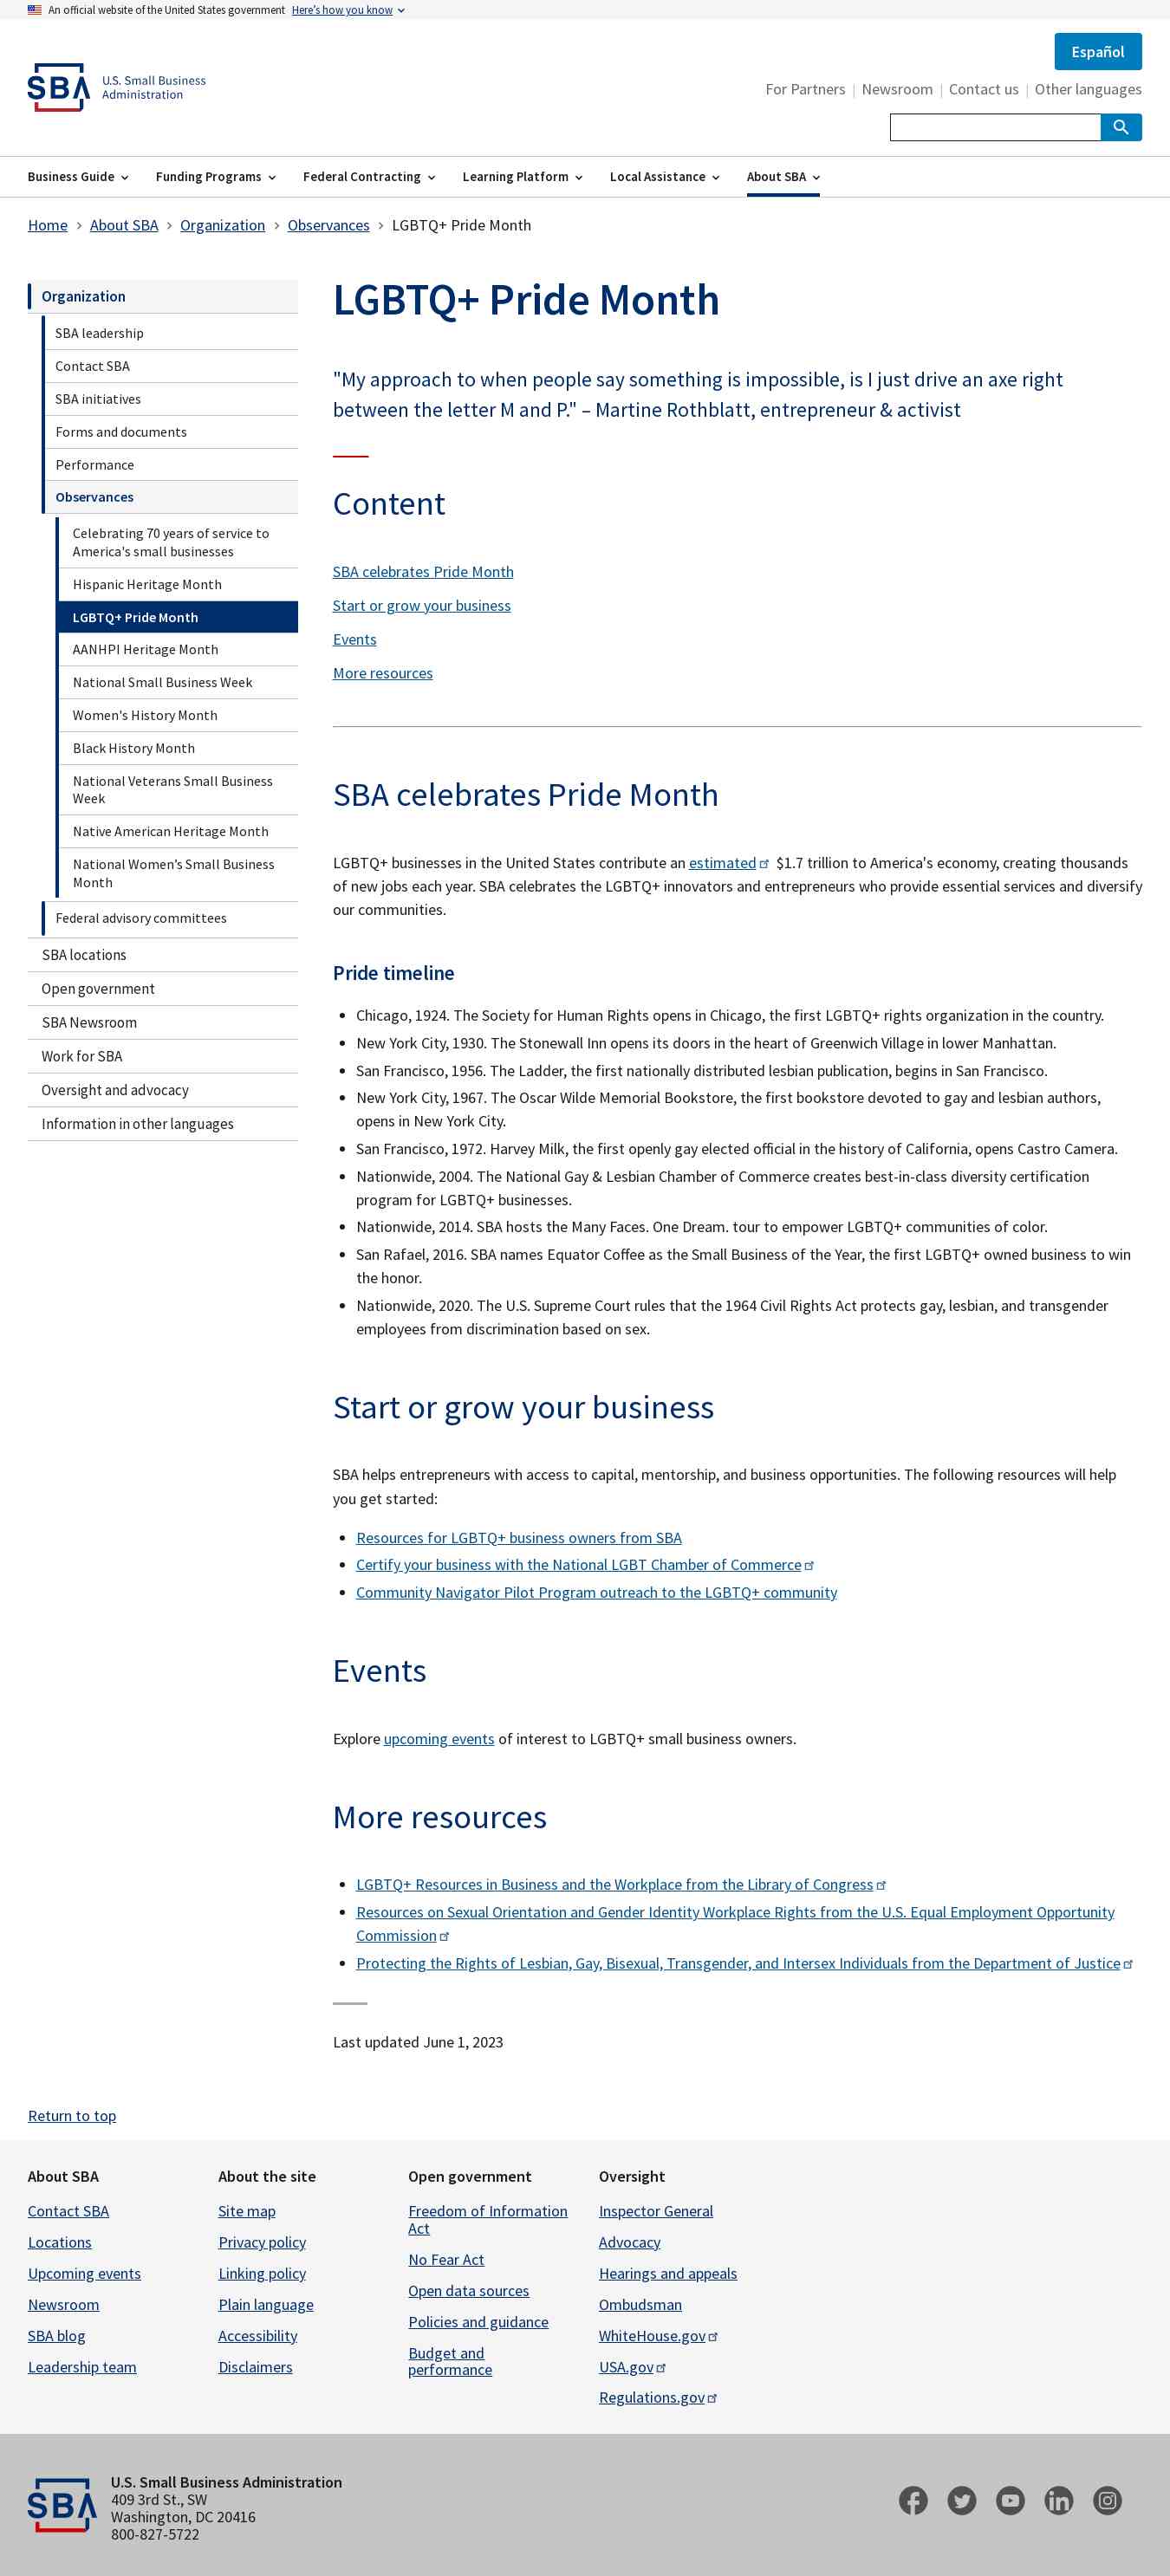 An official website of the United States government Here's how you know
Español
SBA U.S. Small Business
Administration
For Partners | Newsroom | Contact us | Other languages
Business Guide Funding Programs Federal Contracting Learning Platform Local Assistance About SBA
Home > About SBA > Organization > Observances > LGBTQ+ Pride Month
Organization
SBA leadership
Contact SBA
SBA initiatives
Forms and documents
Performance
Observances
Celebrating 70 years of service to
America's small businesses
Hispanic Heritage Month
LGBTQ+ Pride Month
AANHPI Heritage Month
National Small Business Week
Women's History Month
Black History Month
National Veterans Small Business
Week
Native American Heritage Month
National Women’s Small Business
Month
Federal advisory committees
SBA locations
Open government
SBA Newsroom
Work for SBA
Oversight and advocacy
Information in other languages
LGBTQ+ Pride Month
"My approach to when people say something is impossible, is I just drive an axe right
between the letter M and P." – Martine Rothblatt, entrepreneur & activist
Content
SBA celebrates Pride Month
Start or grow your business
Events
More resources
SBA celebrates Pride Month
LGBTQ+ businesses in the United States contribute an estimated $1.7 trillion to America's economy, creating thousands
of new jobs each year. SBA celebrates the LGBTQ+ innovators and entrepreneurs who provide essential services and diversify
our communities.
Pride timeline
• Chicago, 1924. The Society for Human Rights opens in Chicago, the first LGBTQ+ rights organization in the country.
• New York City, 1930. The Stonewall Inn opens its doors in the heart of Greenwich Village in lower Manhattan.
• San Francisco, 1956. The Ladder, the first nationally distributed lesbian publication, begins in San Francisco.
• New York City, 1967. The Oscar Wilde Memorial Bookstore, the first bookstore devoted to gay and lesbian authors,
opens in New York City.
• San Francisco, 1972. Harvey Milk, the first openly gay elected official in the history of California, opens Castro Camera.
• Nationwide, 2004. The National Gay & Lesbian Chamber of Commerce creates best-in-class diversity certification
program for LGBTQ+ businesses.
• Nationwide, 2014. SBA hosts the Many Faces. One Dream. tour to empower LGBTQ+ communities of color.
• San Rafael, 2016. SBA names Equator Coffee as the Small Business of the Year, the first LGBTQ+ owned business to win
the honor.
• Nationwide, 2020. The U.S. Supreme Court rules that the 1964 Civil Rights Act protects gay, lesbian, and transgender
employees from discrimination based on sex.
Start or grow your business
SBA helps entrepreneurs with access to capital, mentorship, and business opportunities. The following resources will help
you get started:
• Resources for LGBTQ+ business owners from SBA
• Certify your business with the National LGBT Chamber of Commerce
• Community Navigator Pilot Program outreach to the LGBTQ+ community
Events
Explore upcoming events of interest to LGBTQ+ small business owners.
More resources
• LGBTQ+ Resources in Business and the Workplace from the Library of Congress
• Resources on Sexual Orientation and Gender Identity Workplace Rights from the U.S. Equal Employment Opportunity
Commission
• Protecting the Rights of Lesbian, Gay, Bisexual, Transgender, and Intersex Individuals from the Department of Justice
Last updated June 1, 2023
Return to top
About SBA
Contact SBA
Locations
Upcoming events
Newsroom
SBA blog
Leadership team
About the site
Site map
Privacy policy
Linking policy
Plain language
Accessibility
Disclaimers
Open government
Freedom of Information
Act
No Fear Act
Open data sources
Policies and guidance
Budget and
performance
Oversight
Inspector General
Advocacy
Hearings and appeals
Ombudsman
WhiteHouse.gov
USA.gov
Regulations.gov
SBA
U.S. Small Business Administration
409 3rd St., SW
Washington, DC 20416
800-827-5722